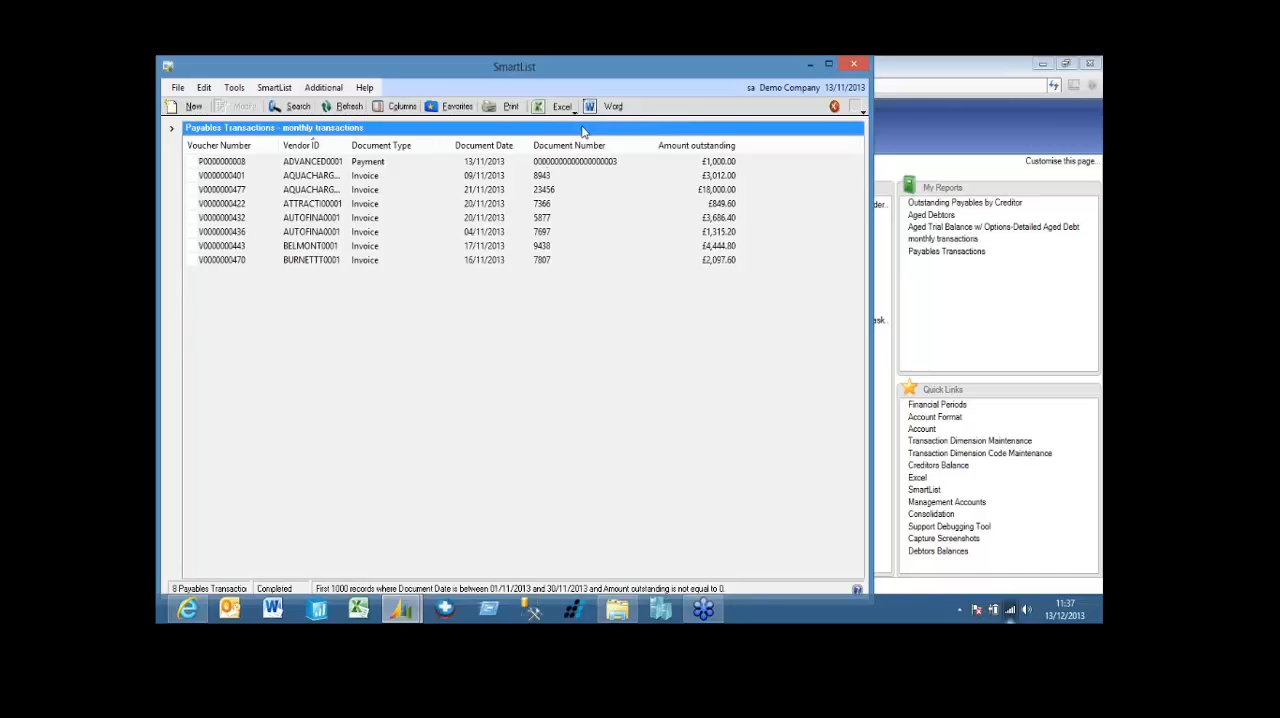 SmartList
File Edit Tools SmartList Additional Help
sa Demo Company 13/11/2013
New Modify Search Refresh Columns Favorites Print Excel Word
Customise this page...
Payables Transactions - monthly transactions
Voucher Number Vendor ID Document Type Document Date Document Number Amount outstanding
P0000000008 ADVANCED0001 Payment 13/11/2013 00000000000000000003 £1,000.00
V0000000401 AQUACHARG... Invoice 09/11/2013 8943 £3,012.00
V0000000477 AQUACHARG... Invoice 21/11/2013 23456 £18,000.00
V0000000422 ATTRACTI00001 Invoice 20/11/2013 7366 £849.60
V0000000432 AUTOFINA0001 Invoice 20/11/2013 5877 £3,686.40
V0000000436 AUTOFINA0001 Invoice 04/11/2013 7697 £1,315.20
V0000000443 BELMONT0001 Invoice 17/11/2013 9438 £4,444.80
V0000000470 BURNETTT0001 Invoice 16/11/2013 7807 £2,097.60
8 Payables Transactio Completed First 1000 records where Document Date is between 01/11/2013 and 30/11/2013 and Amount outstanding is not equal to 0.
der..
ask..
My Reports
Outstanding Payables by Creditor
Aged Debtors
Aged Trial Balance w/ Options-Detailed Aged Debt
monthly transactions
Payables Transactions
Quick Links
Financial Periods
Account Format
Account
Transaction Dimension Maintenance
Transaction Dimension Code Maintenance
Creditors Balance
Excel
SmartList
Management Accounts
Consolidation
Support Debugging Tool
Capture Screenshots
Debtors Balances
11:37
13/12/2013